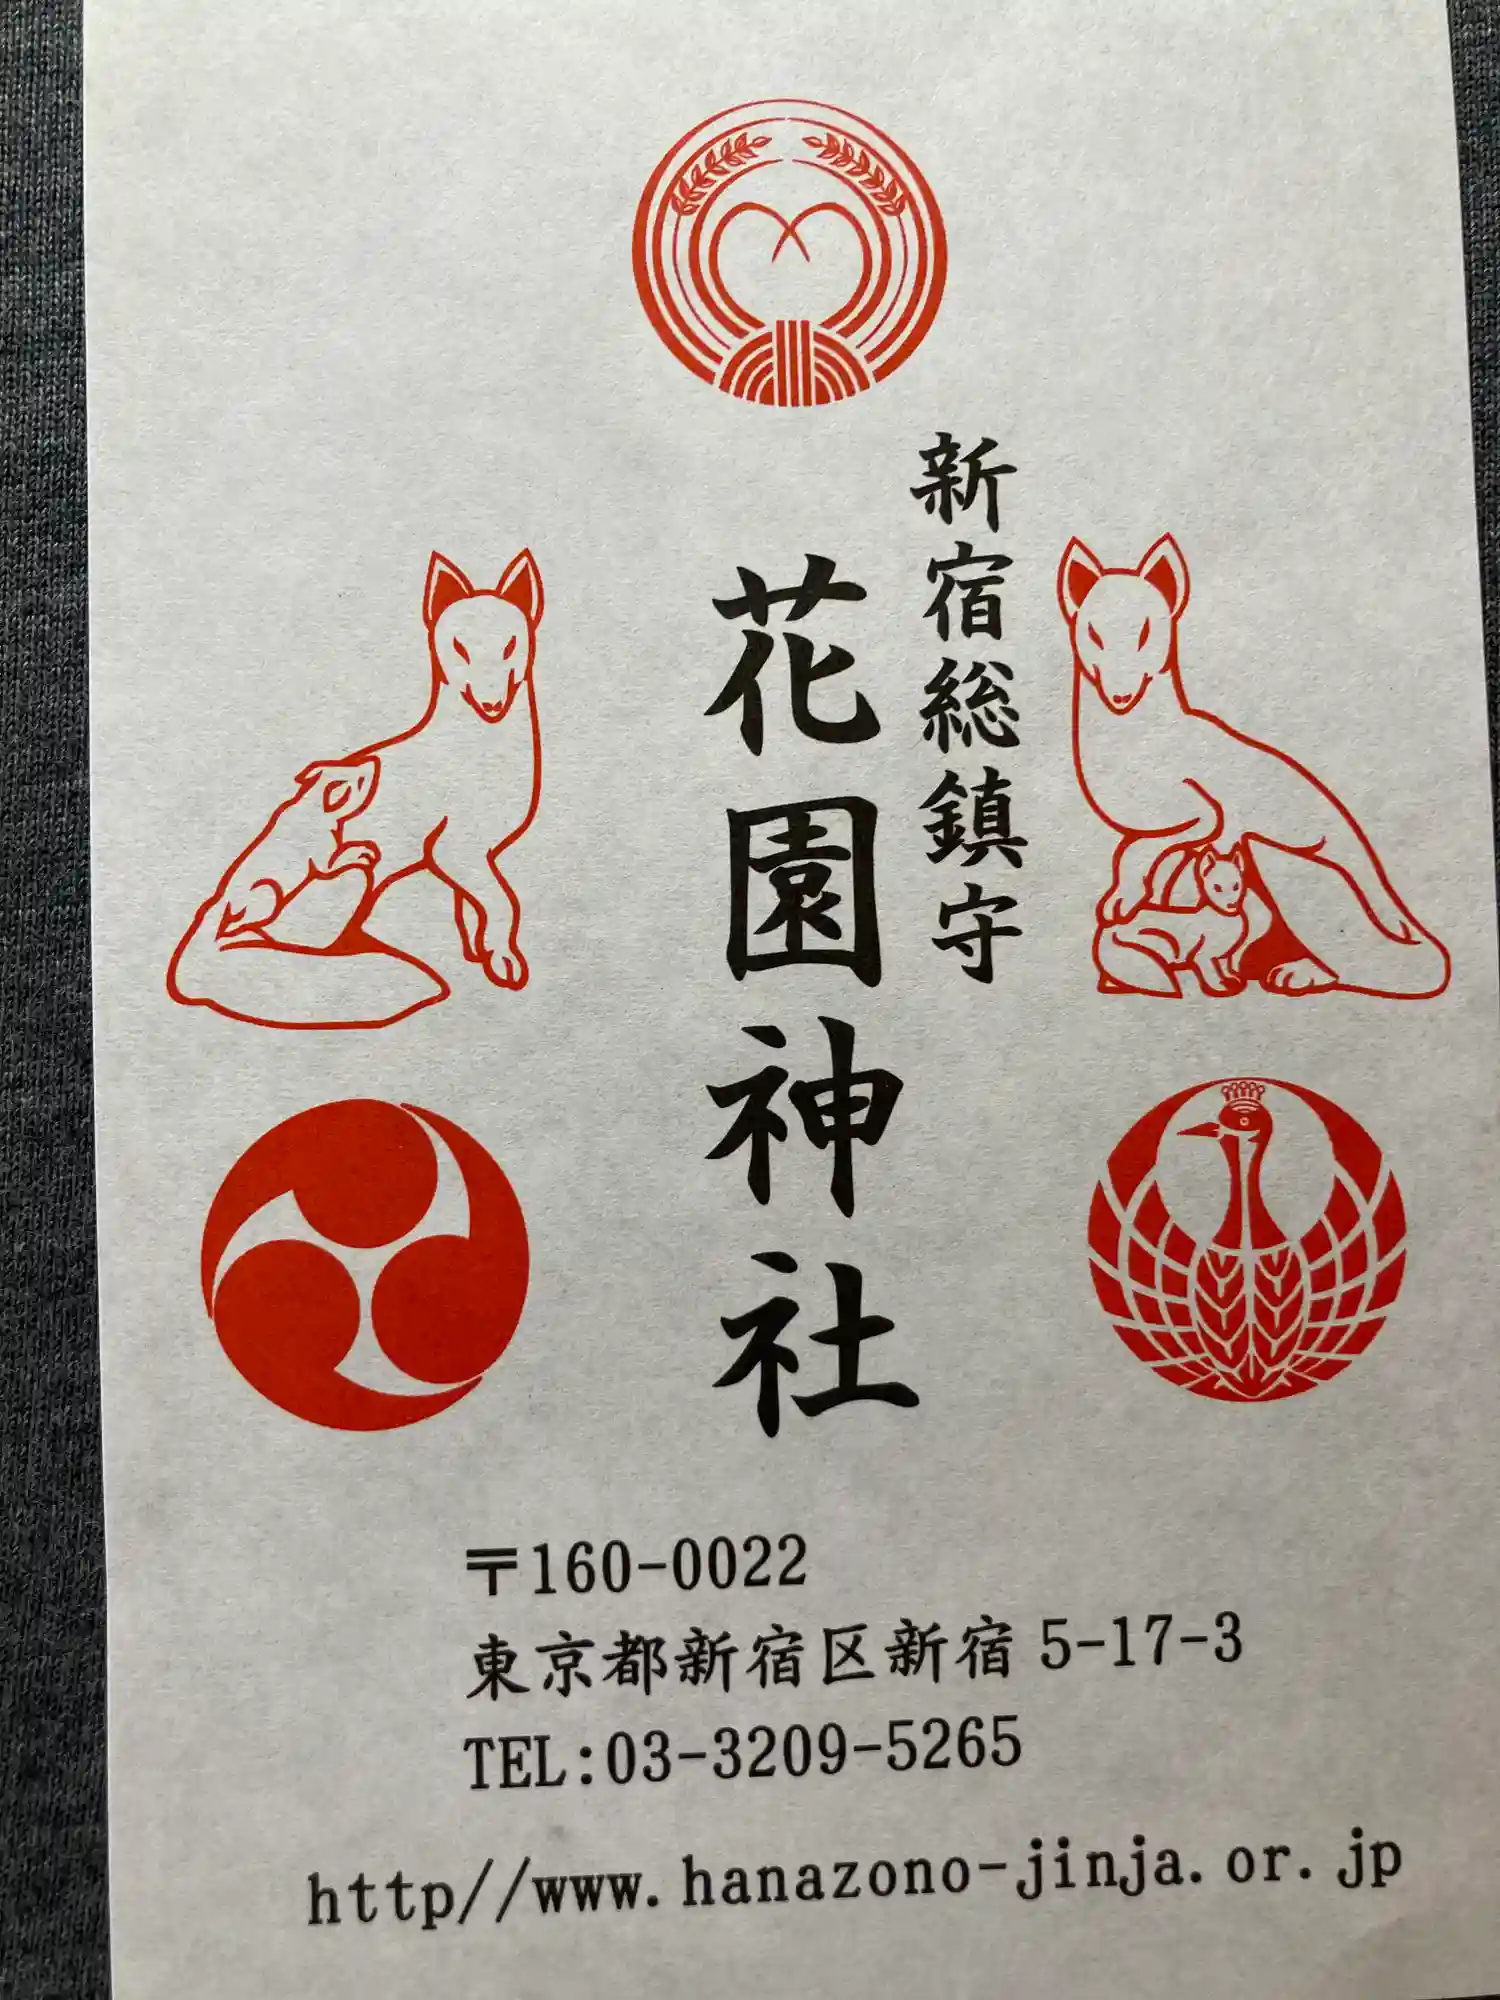 新宿総鎮守
花園神社
〒160-0022
東京都新宿区新宿5-17-3
TEL:03-3209-5265
http//www.hanazono-jinja.or.jp